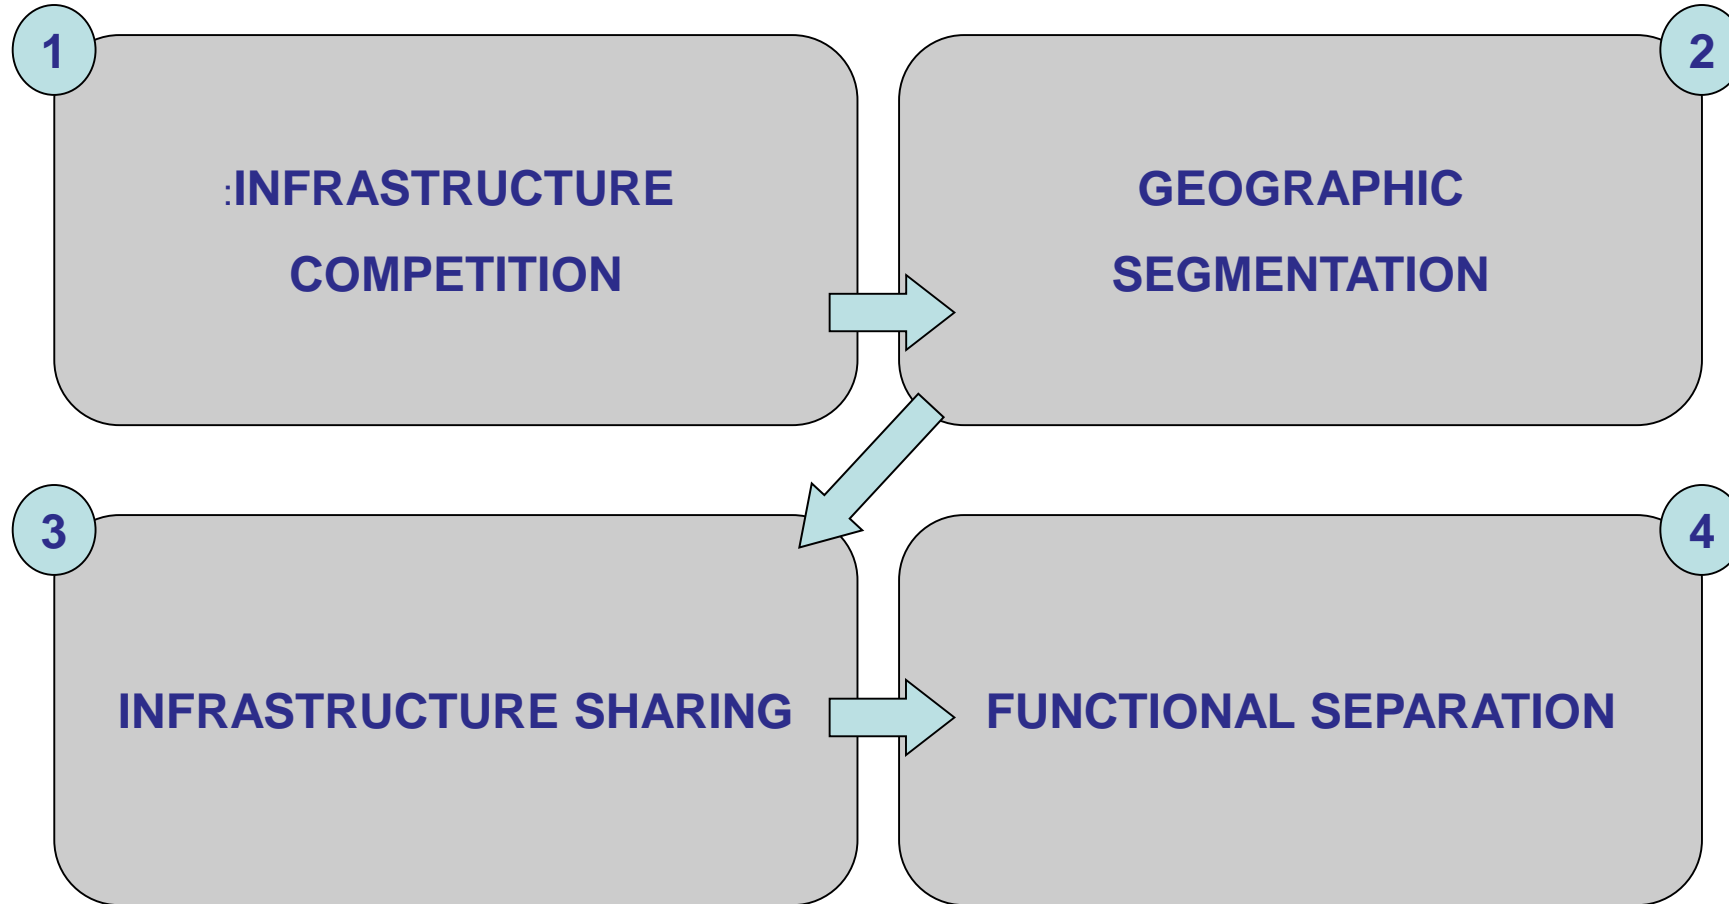 1
:INFRASTRUCTURE
COMPETITION
2
GEOGRAPHIC
SEGMENTATION
3
INFRASTRUCTURE SHARING
4
FUNCTIONAL SEPARATION